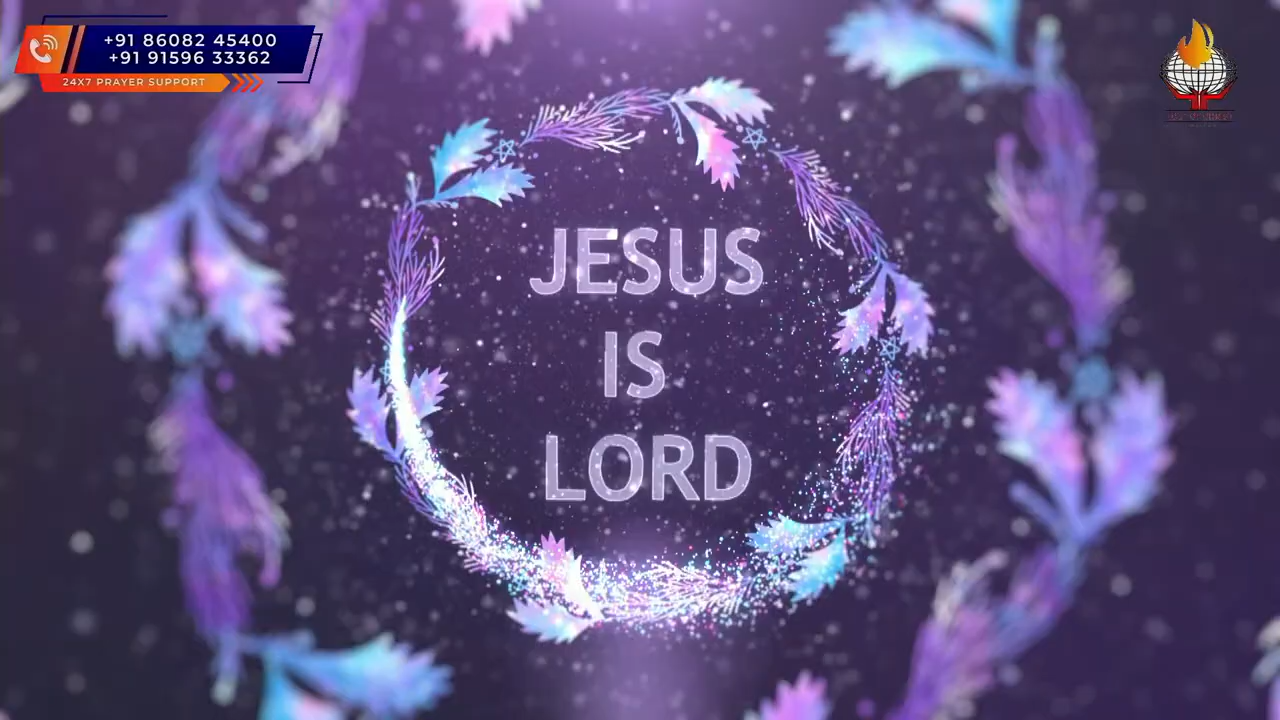 +91 86082 45400
+91 91596 33362
24X7 PRAYER SUPPORT
JESUS
IS
LORD